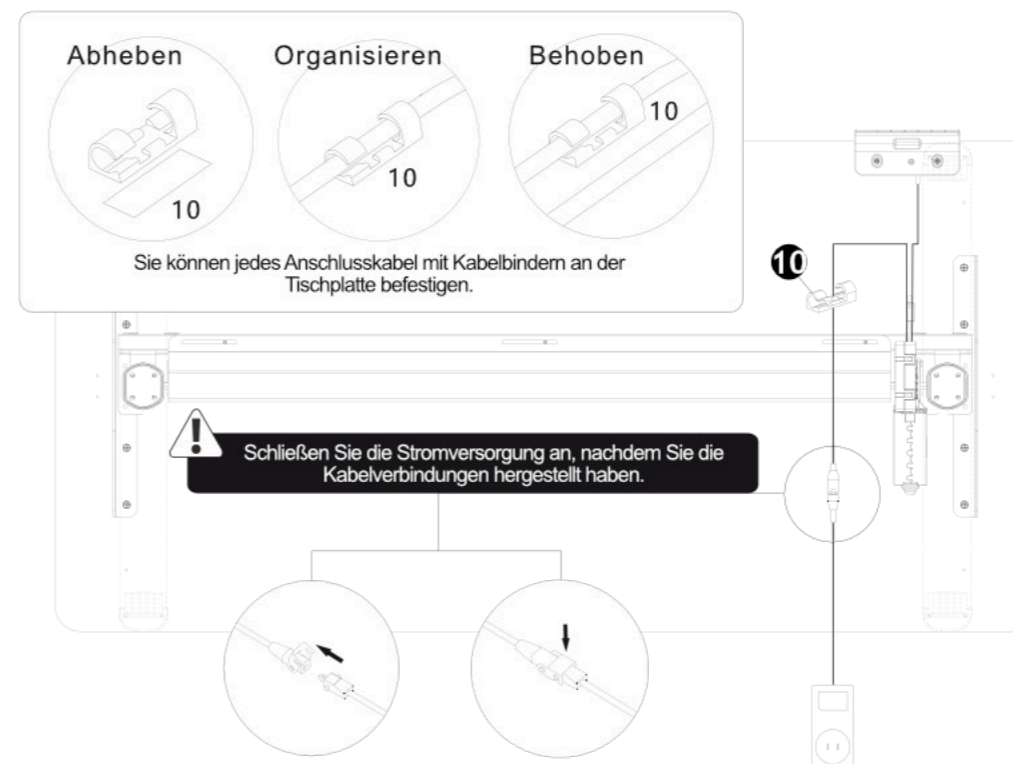 Abheben
Organisieren
Behoben
10
10
10
Sie können jedes Anschlusskabel mit Kabelbindern an der
Tischplatte befestigen.
10
Schließen Sie die Stromversorgung an, nachdem Sie die
Kabelverbindungen hergestellt haben.